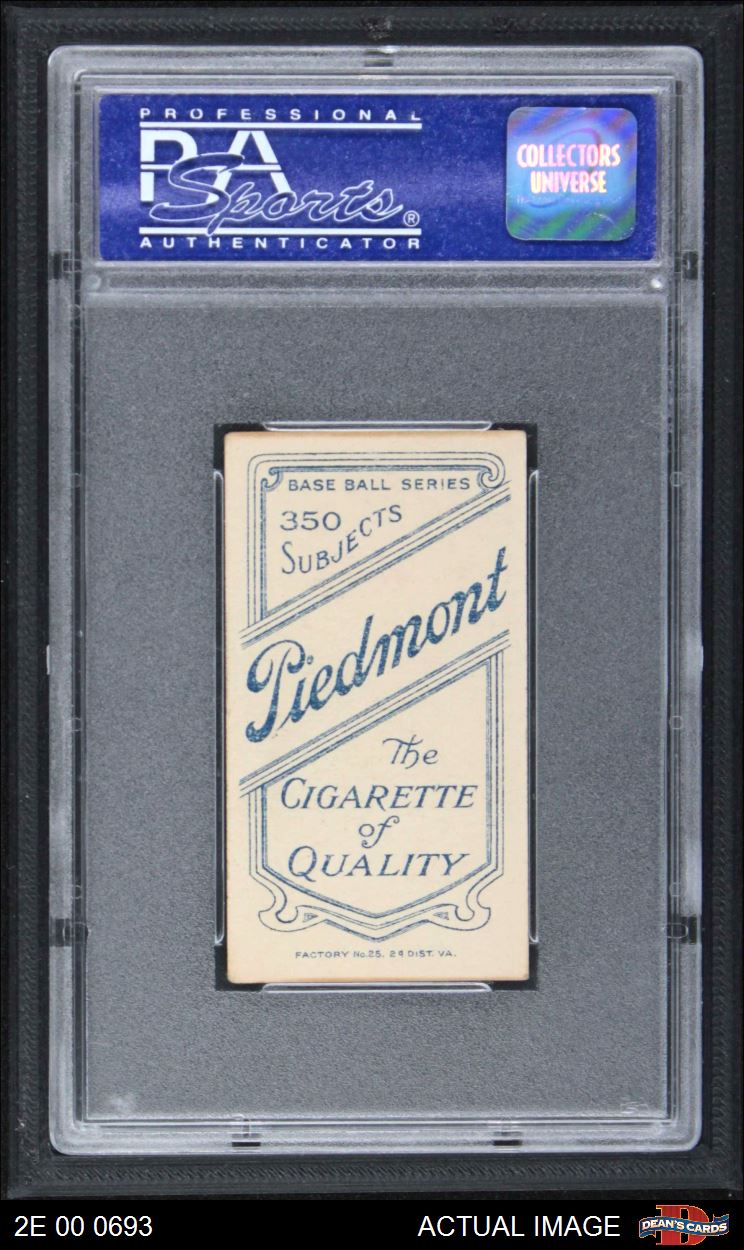 PROFESSIONAL
PSA
Sports®
AUTHENTICATOR
COLLECTORS
UNIVERSE
BASE BALL SERIES
350
SUBJECTS
Piedmont
The
CIGARETTE
of
QUALITY
FACTORY No. 25, 2d DIST. VA.
2E 00 0693
ACTUAL IMAGE
DEAN'S CARDS